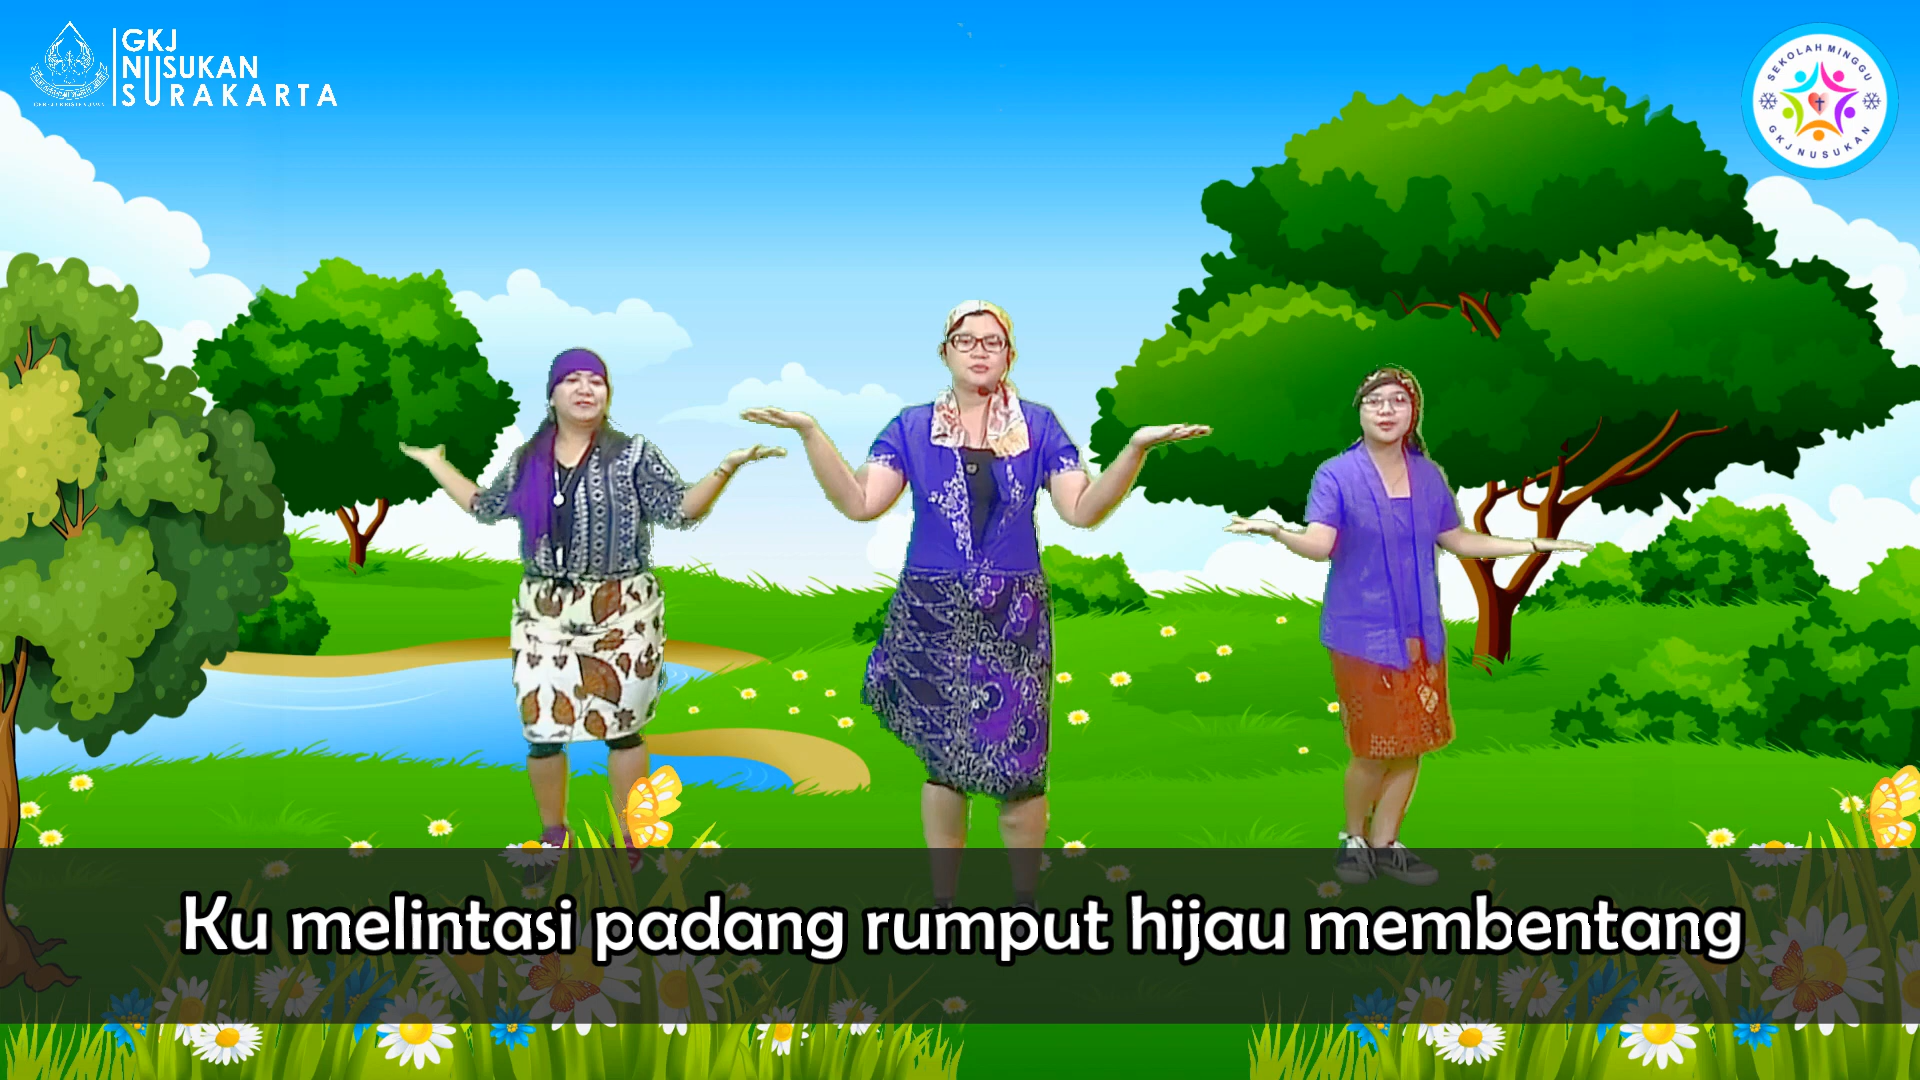 GKJ
NUSUKAN
SURAKARTA
SEKOLAH MINGGU
GKJ NUSUKAN
Ku melintasi padang rumput hijau membentang